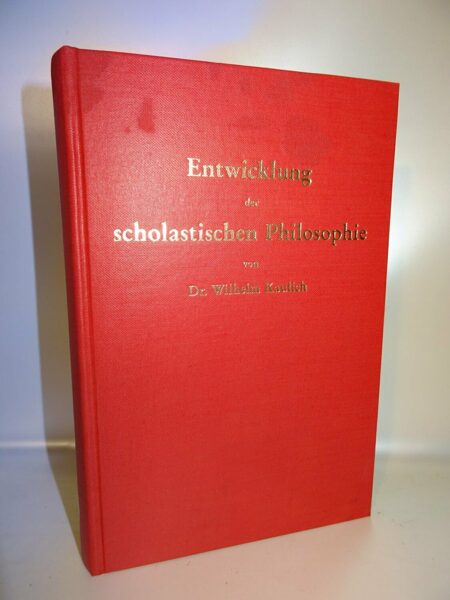 Entwicklung
der
scholastischen Philosophie
von
Dr. Wilhelm Kaulich